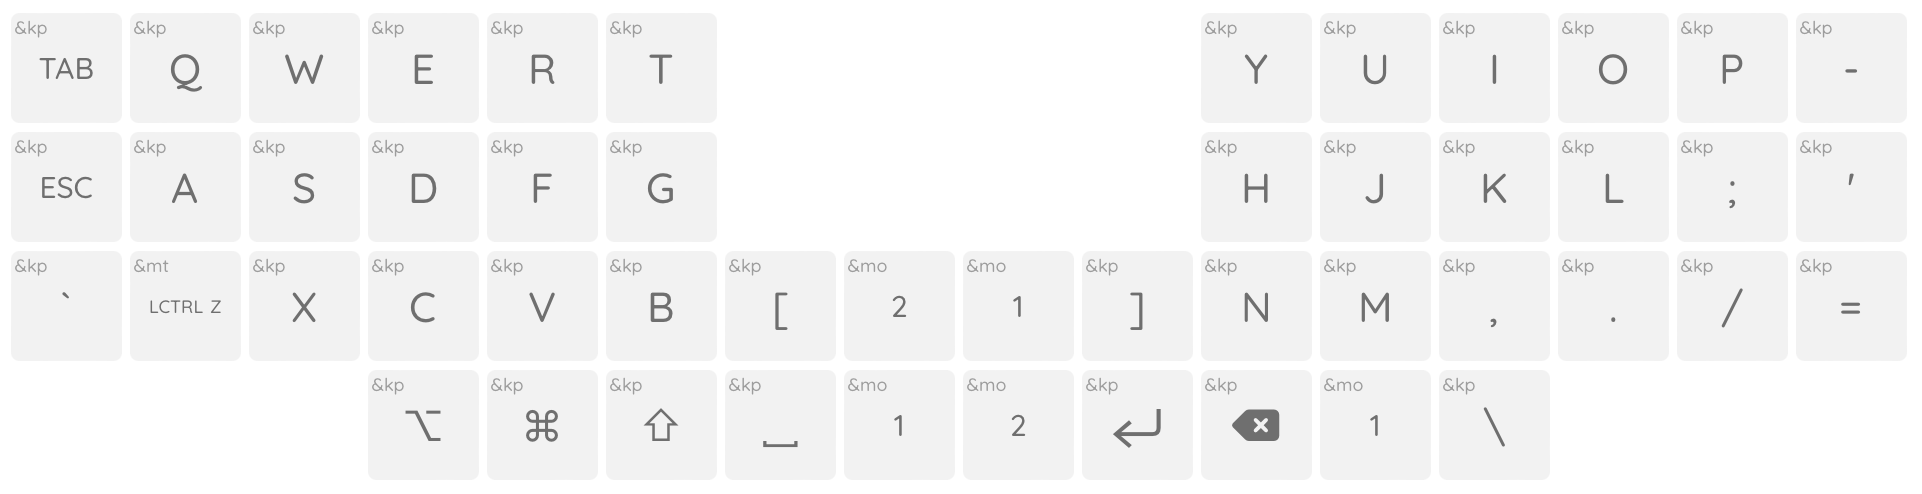 &kp &kp &kp &kp &kp &kp &kp &kp &kp &kp &kp &kp
TAB Q W E R T Y U I O P -
&kp &kp &kp &kp &kp &kp &kp &kp &kp &kp &kp &kp
ESC A S D F G H J K L ; '
&kp &mt &kp &kp &kp &kp &kp &mo &mo &kp &kp &kp &kp &kp &kp &kp
` LCTRL Z X C V B [ 2 1 ] N M , . / =
&kp &kp &kp &kp &mo &mo &kp &kp &mo &kp
⌥ ⌘ ⇧ ⎵ 1 2 ↵ ⌫ 1 \